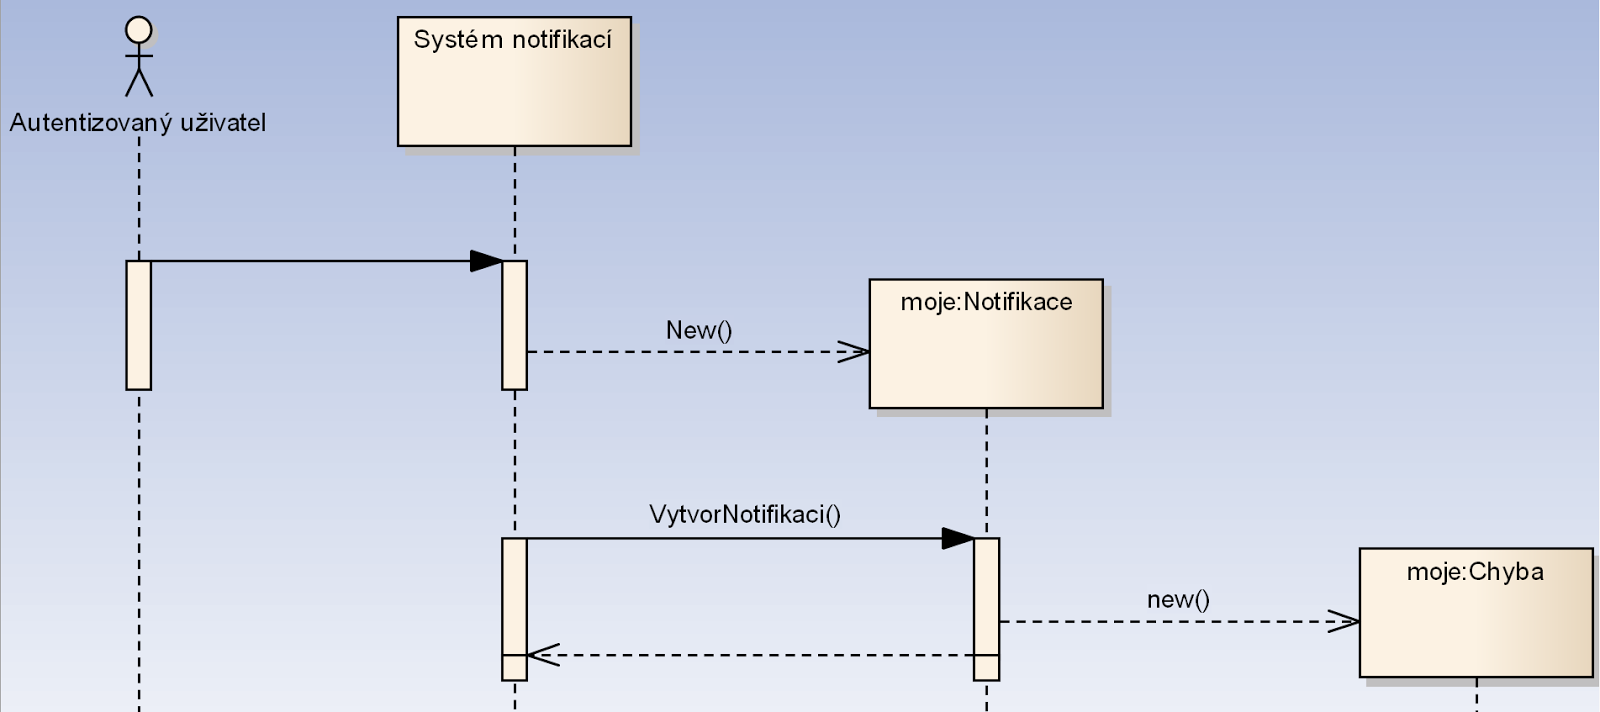 Systém notifikací
Autentizovaný uživatel
moje:Notifikace
New()
VytvorNotifikaci()
moje:Chyba
new()